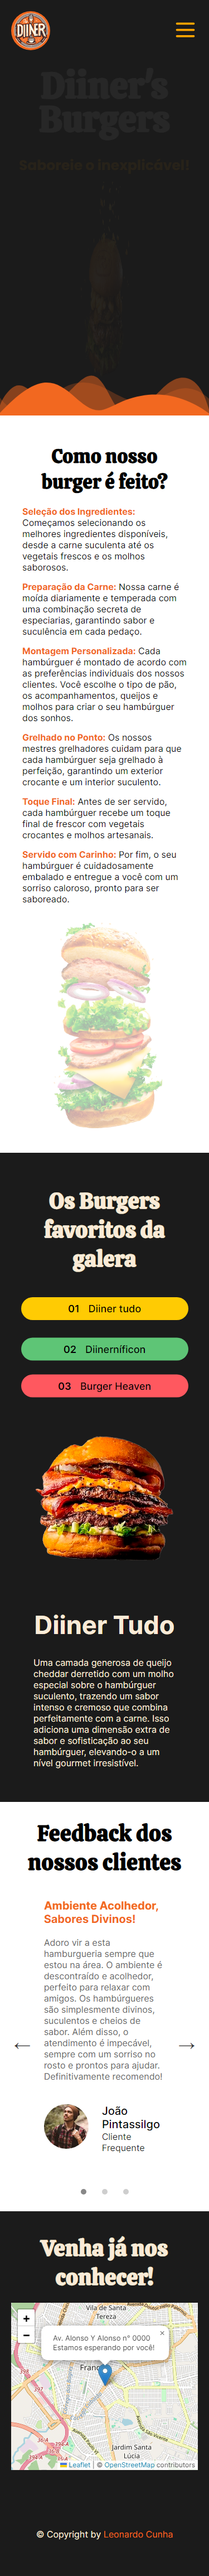 DIINER
Diiner's
Burgers
Saboreie o Inexplicável!
Como nosso
burger é feito?
Seleção dos Ingredientes:
Começamos selecionando os
melhores ingredientes disponíveis,
desde a carne suculenta até os
vegetais frescos e os molhos
saborosos.
Preparação da Carne: Nossa carne é
moída diariamente e temperada com
uma combinação secreta de
especiarias, garantindo sabor e
suculência em cada pedaço.
Montagem Personalizada: Cada
hambúrguer é montado de acordo com
as preferências individuais dos nossos
clientes. Você escolhe o tipo de pão,
os acompanhamentos, queijos e
molhos para criar o seu hambúrguer
dos sonhos.
Grelhado no Ponto: Os nossos
mestres grelhadores cuidam para que
cada hambúrguer seja grelhado à
perfeição, garantindo um exterior
crocante e um interior suculento.
Toque Final: Antes de ser servido,
cada hambúrguer recebe um toque
final de frescor com vegetais
crocantes e molhos artesanais.
Servido com Carinho: Por fim, o seu
hambúrguer é cuidadosamente
embalado e entregue a você com um
sorriso caloroso, pronto para ser
saboreado.
Os Burgers
favoritos da
galera
01 Diiner tudo
02 Diinerníficon
03 Burger Heaven
Diiner Tudo
Uma camada generosa de queijo
cheddar derretido com um molho
especial sobre o hambúrguer
suculento, trazendo um sabor
intenso e cremoso que combina
perfeitamente com a carne. Isso
adiciona uma dimensão extra de
sabor e sofisticação ao seu
hambúrguer, elevando-o a um
nível gourmet irresistível.
Feedback dos
nossos clientes
Ambiente Acolhedor,
Sabores Divinos!
Adoro vir a esta
hamburgueria sempre que
estou na área. O ambiente é
descontraído e acolhedor,
perfeito para relaxar com
amigos. Os hambúrgueres
são simplesmente divinos,
suculentos e cheios de
sabor. Além disso, o
atendimento é impecável,
sempre com um sorriso no
rosto e prontos para ajudar.
Definitivamente recomendo!
João
Pintassilgo
Cliente
Frequente
Venha já nos
conhecer!
+
−
Vila de Santa
Tereza
×
Av. Alonso Y Alonso n° 0000
Estamos esperando por você!
Franc
Jardim Santa
Lúcia
Leaflet | © OpenStreetMap contributors
© Copyright by Leonardo Cunha